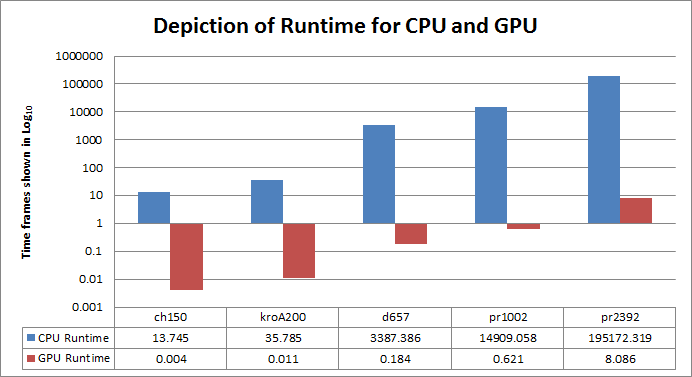 Depiction of Runtime for CPU and GPU
Time frames shown in Log₁₀
1000000
100000
10000
1000
100
10
1
0.1
0.01
0.001
ch150 kroA200 d657 pr1002 pr2392
CPU Runtime 13.745 35.785 3387.386 14909.058 195172.319
GPU Runtime 0.004 0.011 0.184 0.621 8.086